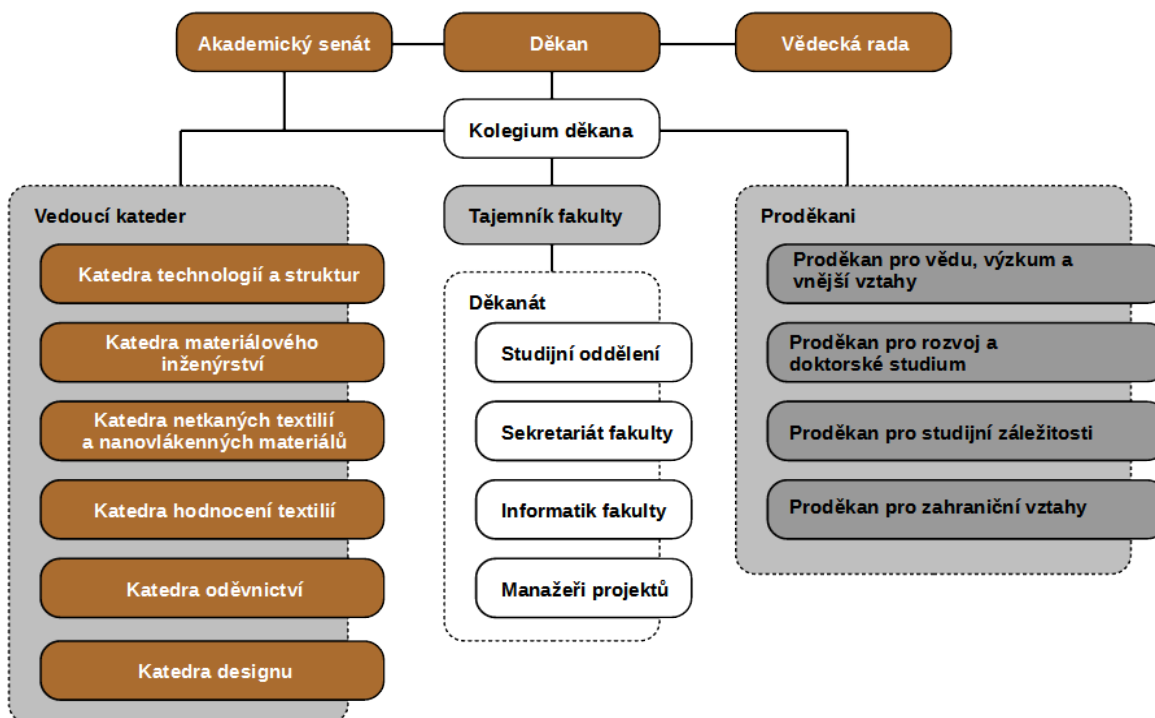 Akademický senát
Děkan
Vědecká rada
Kolegium děkana
Vedoucí kateder
Katedra technologií a struktur
Katedra materiálového
inženýrství
Katedra netkaných textilií
a nanovlákenných materiálů
Katedra hodnocení textilií
Katedra oděvnictví
Katedra designu
Tajemník fakulty
Děkanát
Studijní oddělení
Sekretariát fakulty
Informatik fakulty
Manažeři projektů
Proděkani
Proděkan pro vědu, výzkum a
vnější vztahy
Proděkan pro rozvoj a
doktorské studium
Proděkan pro studijní záležitosti
Proděkan pro zahraniční vztahy